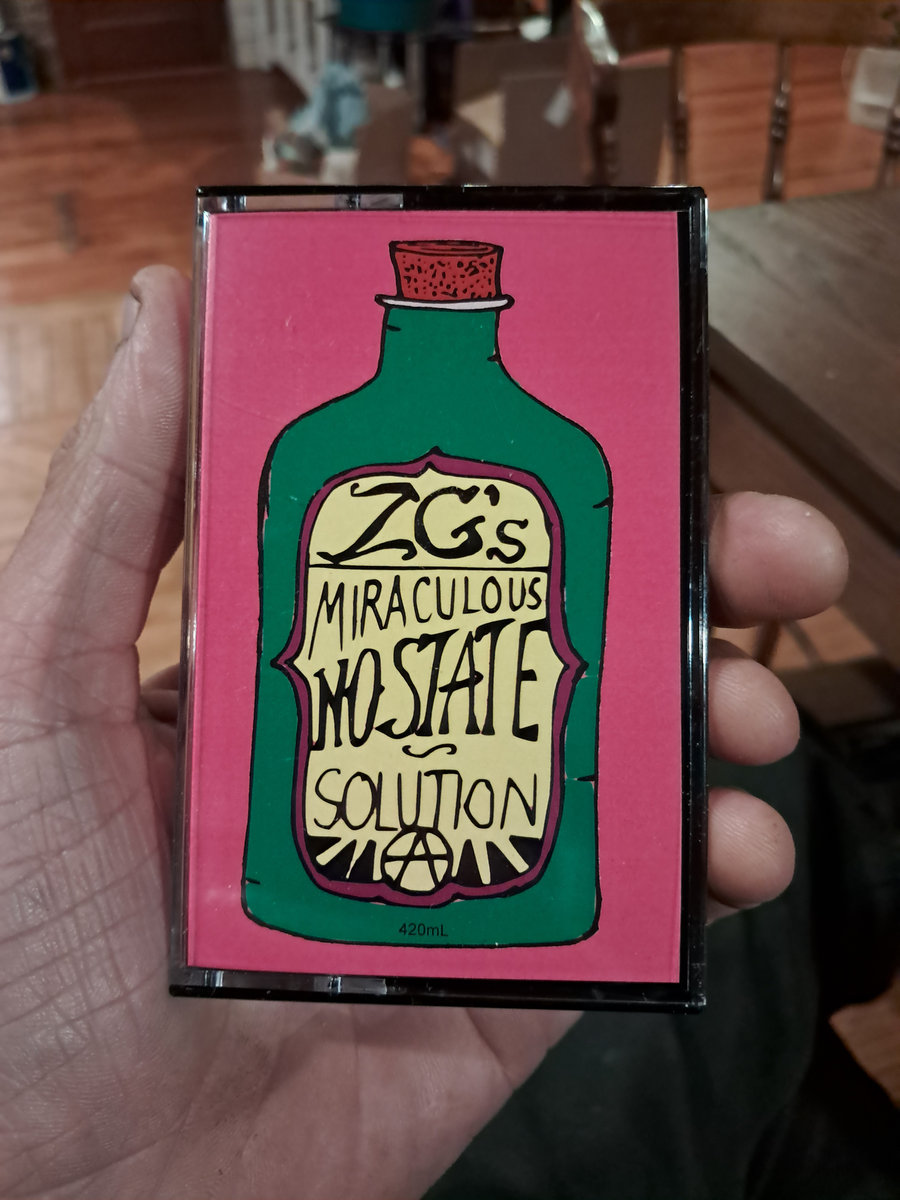 ZG's
MIRACULOUS
NO STATE
SOLUTION
A
420mL